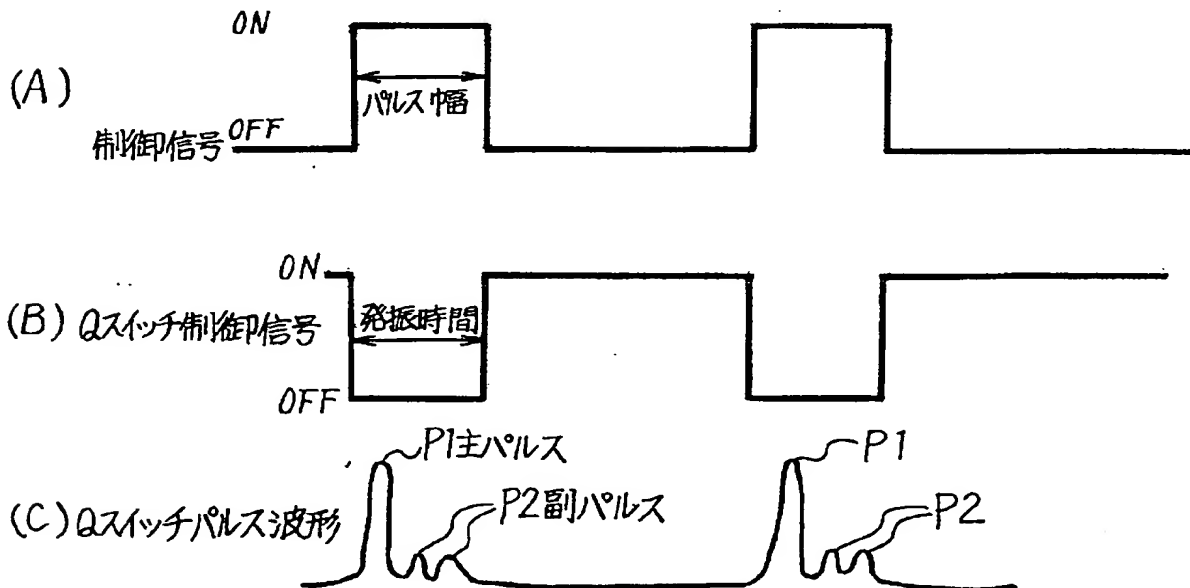 ON
(A)
パルス幅
OFF
制御信号
ON
(B) Qスイッチ制御信号
発振時間
OFF
P1主パルス
P1
(C) Qスイッチパルス波形
P2副パルス
P2